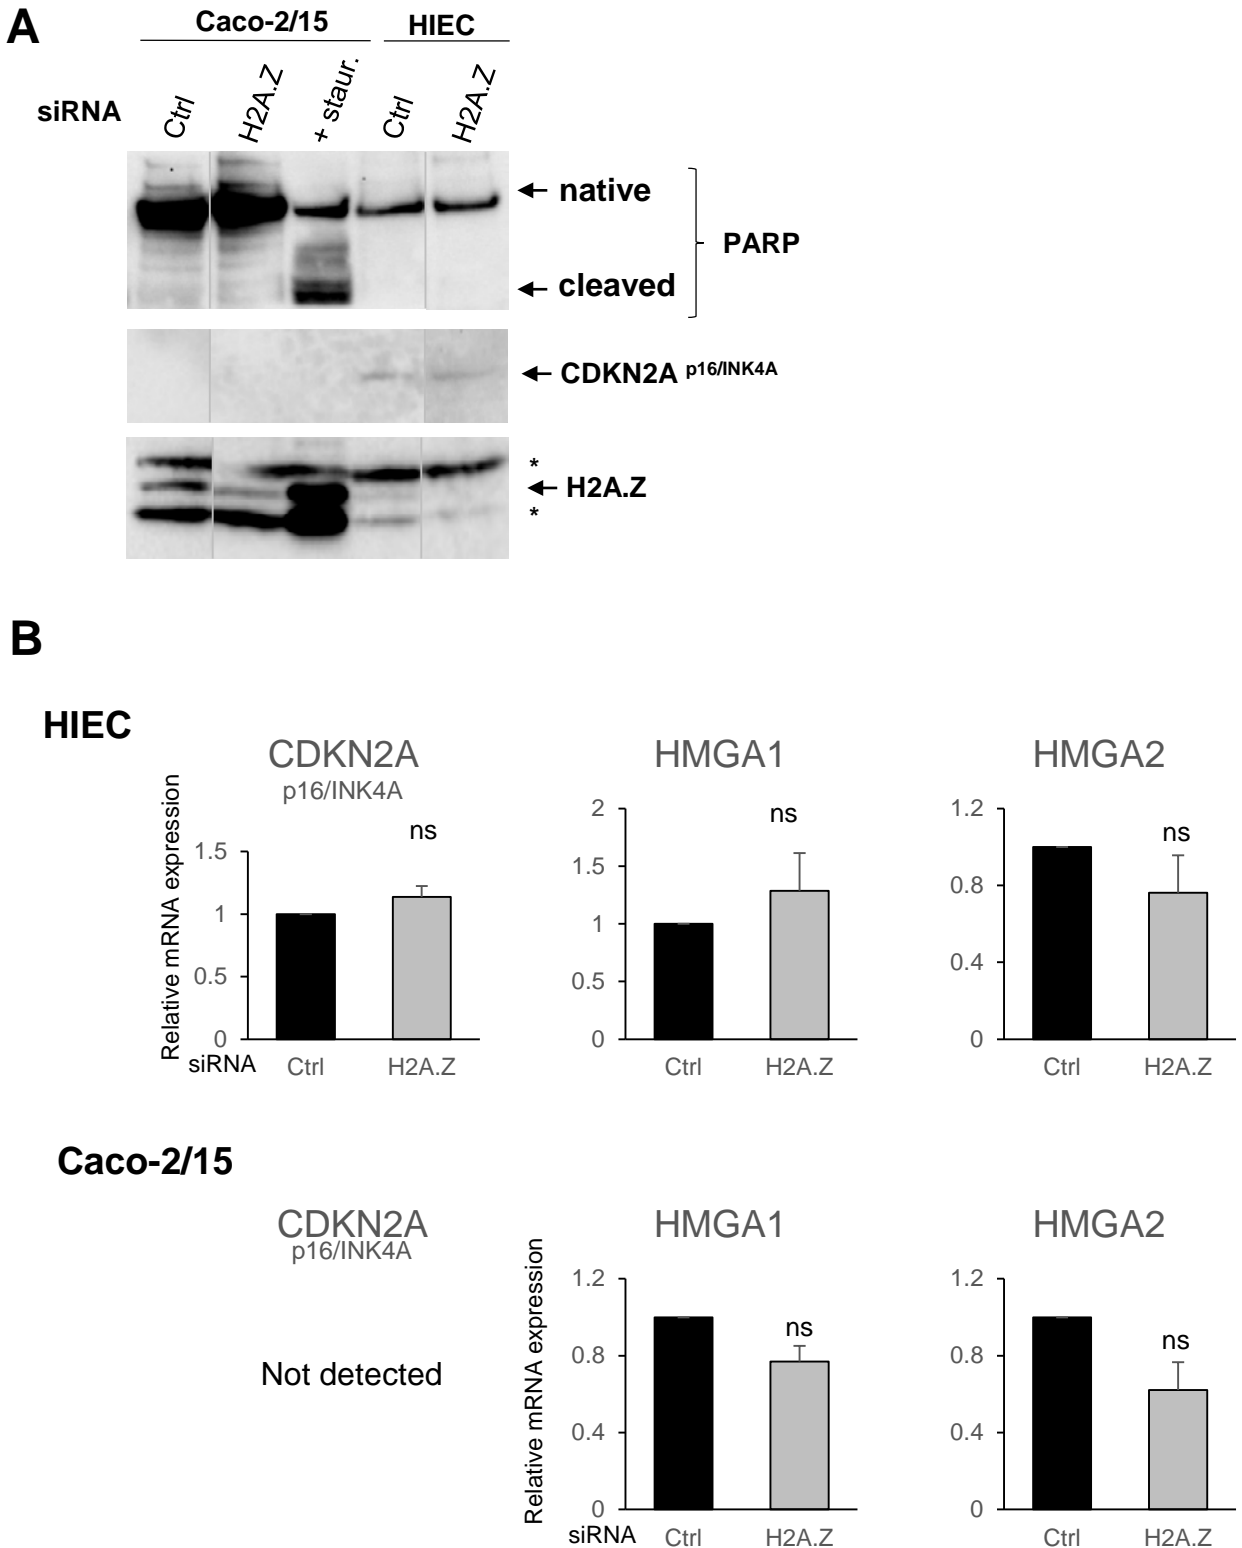 A
Caco-2/15 HIEC
siRNA Ctrl H2A.Z + staur. Ctrl H2A.Z
native
PARP
cleaved
CDKN2A p16/INK4A
*
H2A.Z
*
B
HIEC
CDKN2A HMGA1 HMGA2
p16/INK4A
Relative mRNA expression
1.5
1
0.5
0
ns
siRNA Ctrl H2A.Z
2
1.5
1
0.5
0
ns
Ctrl H2A.Z
1.2
0.8
0.4
0
ns
Ctrl H2A.Z
Caco-2/15
CDKN2A HMGA1 HMGA2
p16/INK4A
Not detected
Relative mRNA expression
1.2
0.8
0.4
0
ns
siRNA Ctrl H2A.Z
1.2
0.8
0.4
0
ns
Ctrl H2A.Z